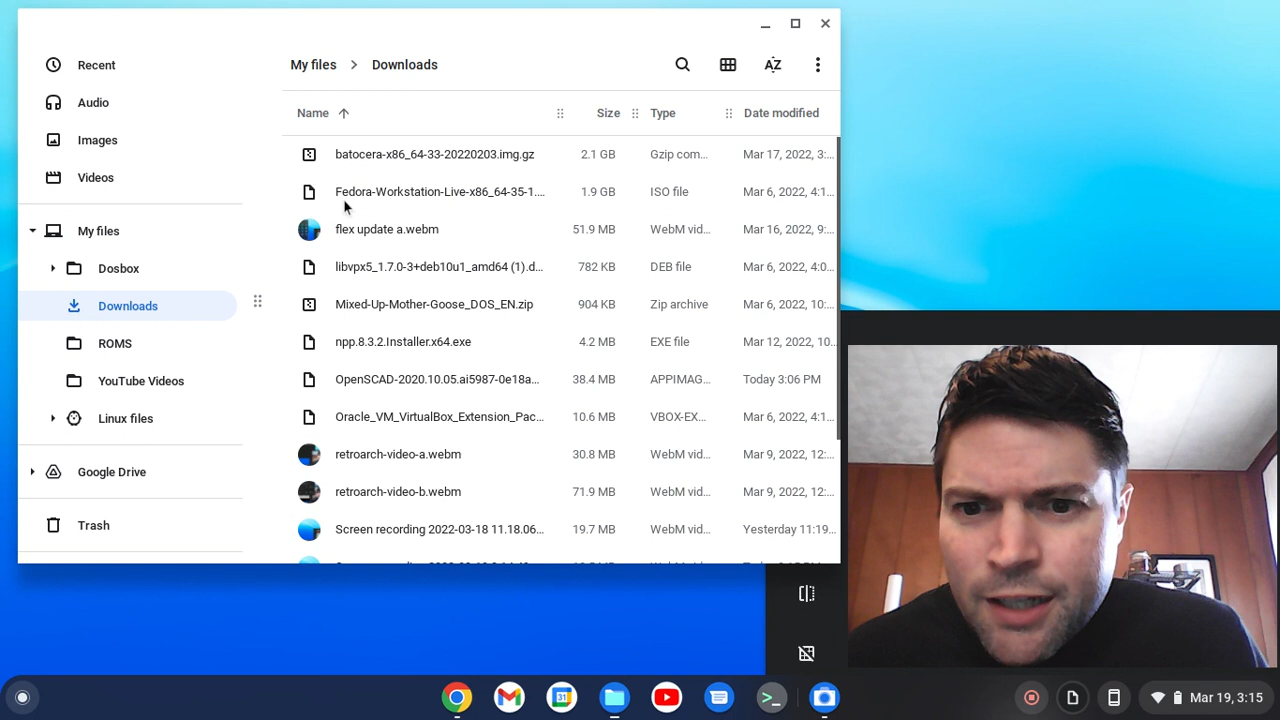 Recent
Audio
Images
Videos
My files
Dosbox
Downloads
ROMS
YouTube Videos
Linux files
Google Drive
Trash
My files Downloads
AZ
Name Size Type Date modified
batocera-x86_64-33-20220203.img.gz 2.1 GB Gzip com... Mar 17, 2022, 3:...
Fedora-Workstation-Live-x86_64-35-1.... 1.9 GB ISO file Mar 6, 2022, 4:1...
flex update a.webm 51.9 MB WebM vid... Mar 16, 2022, 9:...
libvpx5_1.7.0-3+deb10u1_amd64 (1).d... 782 KB DEB file Mar 6, 2022, 4:0...
Mixed-Up-Mother-Goose_DOS_EN.zip 904 KB Zip archive Mar 6, 2022, 10:...
npp.8.3.2.Installer.x64.exe 4.2 MB EXE file Mar 12, 2022, 10...
OpenSCAD-2020.10.05.ai5987-0e18a... 38.4 MB APPIMAG... Today 3:06 PM
Oracle_VM_VirtualBox_Extension_Pac... 10.6 MB VBOX-EX... Mar 6, 2022, 4:1...
retroarch-video-a.webm 30.8 MB WebM vid... Mar 9, 2022, 12:...
retroarch-video-b.webm 71.9 MB WebM vid... Mar 9, 2022, 12:...
Screen recording 2022-03-18 11.18.06... 19.7 MB WebM vid... Yesterday 11:19...
31
>_
Mar 19, 3:15